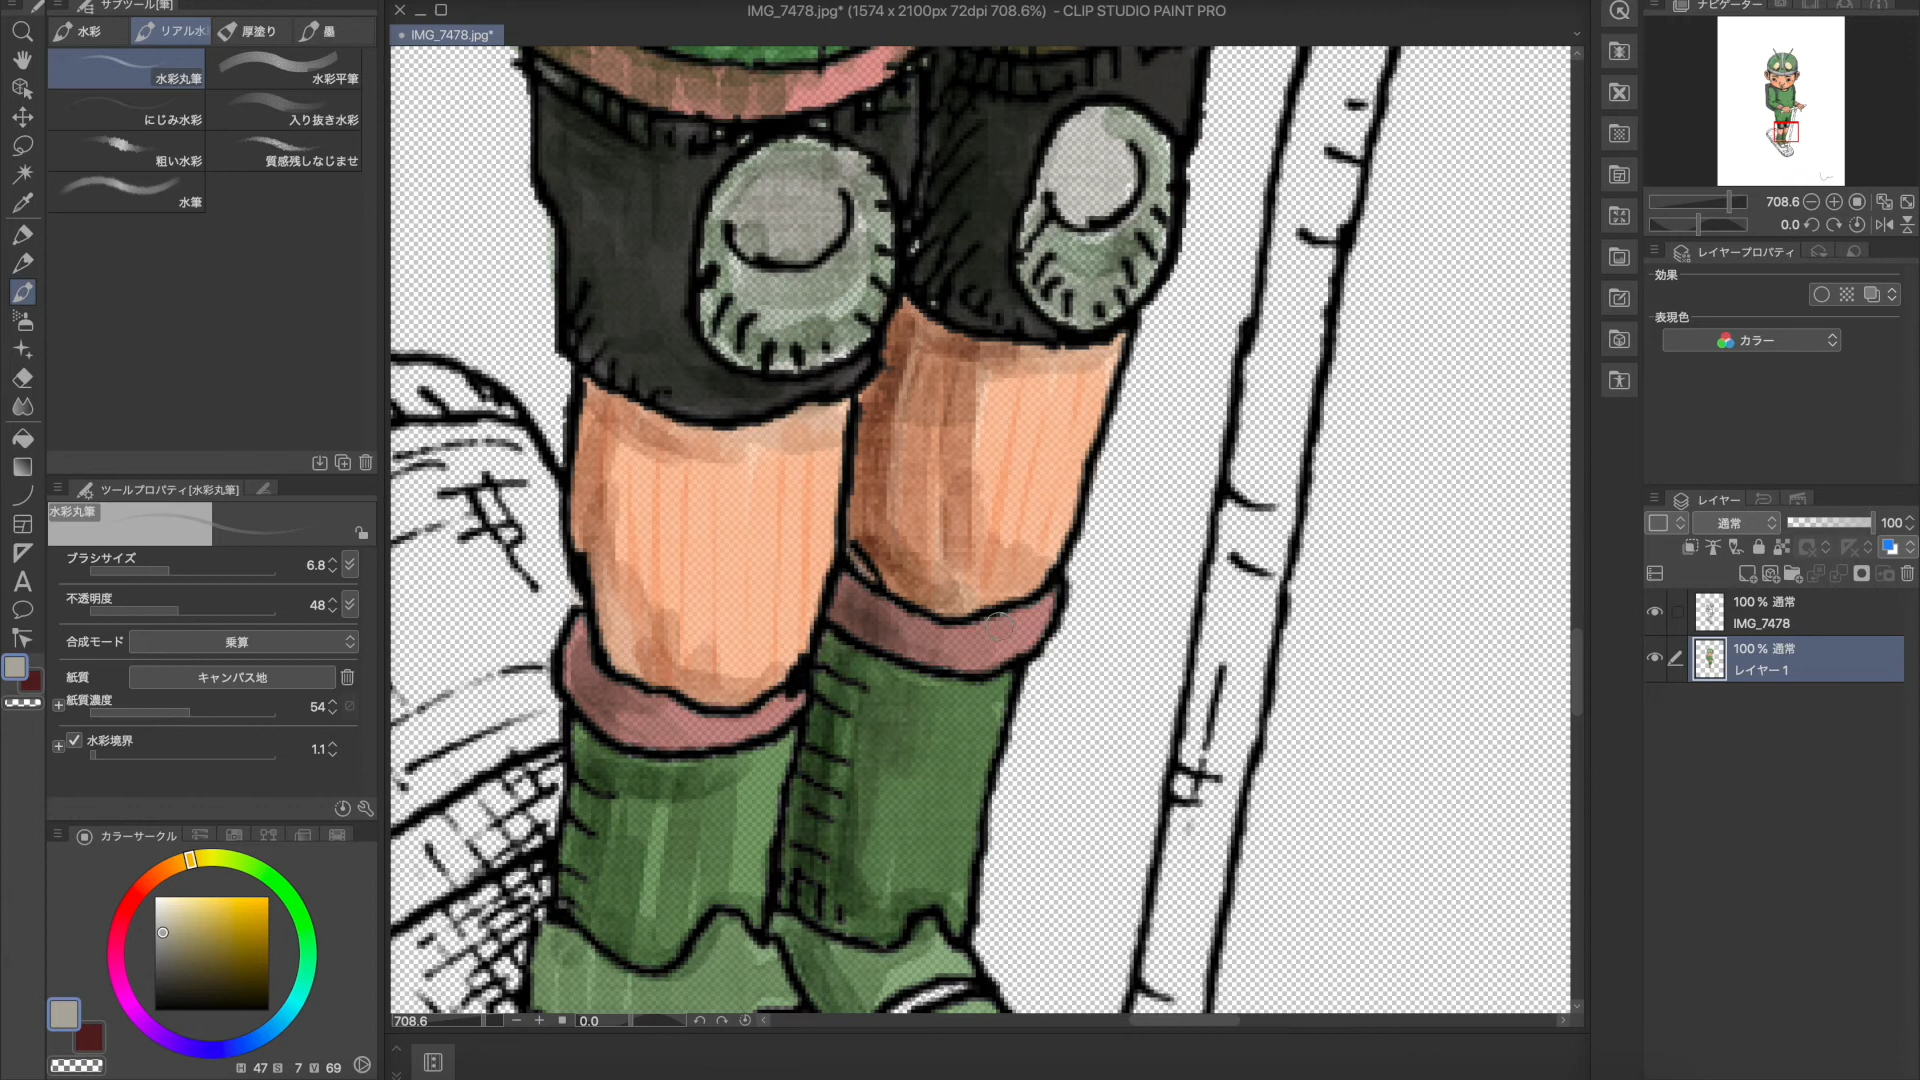 サブツール[筆]
IMG_7478.jpg* (1574 x 2100px 72dpi 708.6%) - CLIP STUDIO PAINT PRO
ナビゲーター
水彩
リアル水
厚塗り
墨
IMG_7478.jpg*
水彩丸筆
水彩平筆
にじみ水彩
入り抜き水彩
粗い水彩
質感残しなじませ
水筆
708.6
0.0
レイヤープロパティ
効果
表現色
カラー
ツールプロパティ[水彩丸筆]
水彩丸筆
ブラシサイズ
6.8
不透明度
48
合成モード
乗算
紙質
キャンバス地
紙質濃度
54
水彩境界
1.1
レイヤー
通常
100
100 % 通常
IMG_7478
100 % 通常
レイヤー 1
カラーサークル
H 47 S 7 V 69
708.6
0.0